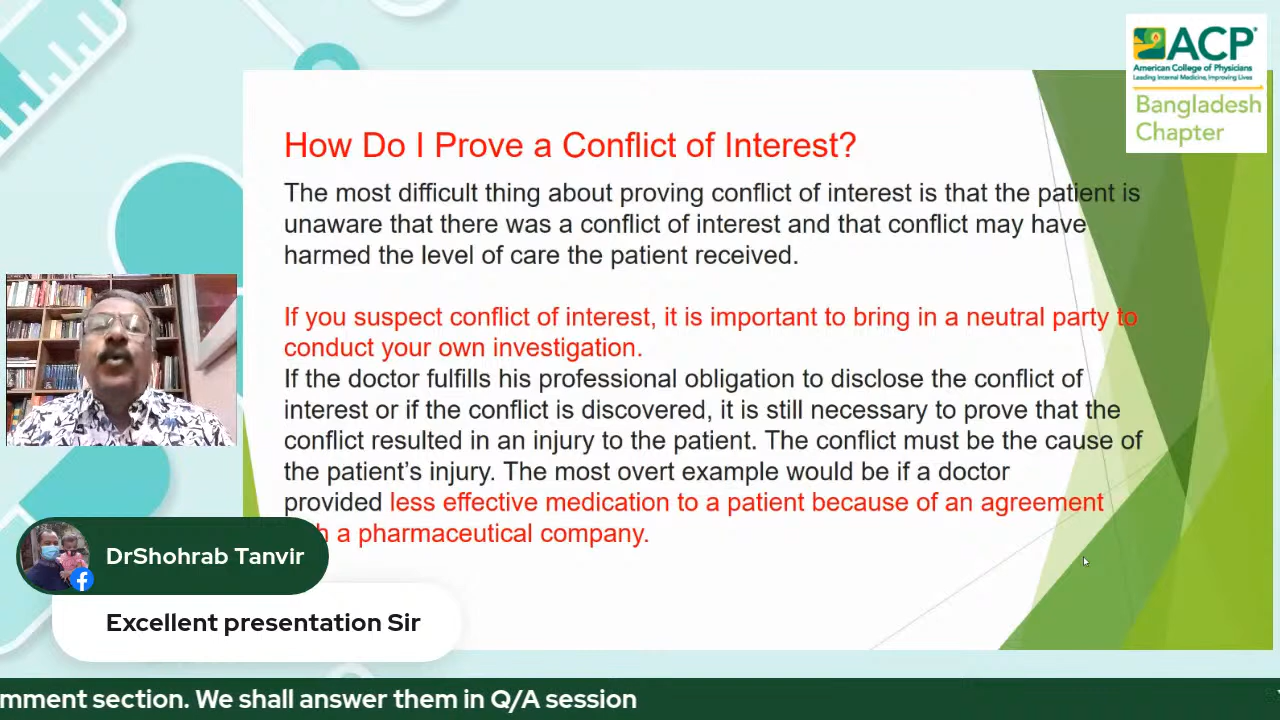 ACP
American College of Physicians
Leading Internal Medicine, Improving Lives
Bangladesh
Chapter
How Do I Prove a Conflict of Interest?
The most difficult thing about proving conflict of interest is that the patient is
unaware that there was a conflict of interest and that conflict may have
harmed the level of care the patient received.
If you suspect conflict of interest, it is important to bring in a neutral party to
conduct your own investigation.
If the doctor fulfills his professional obligation to disclose the conflict of
interest or if the conflict is discovered, it is still necessary to prove that the
conflict resulted in an injury to the patient. The conflict must be the cause of
the patient’s injury. The most overt example would be if a doctor
provided less effective medication to a patient because of an agreement
a pharmaceutical company.
DrShohrab Tanvir
Excellent presentation Sir
mment section. We shall answer them in Q/A session